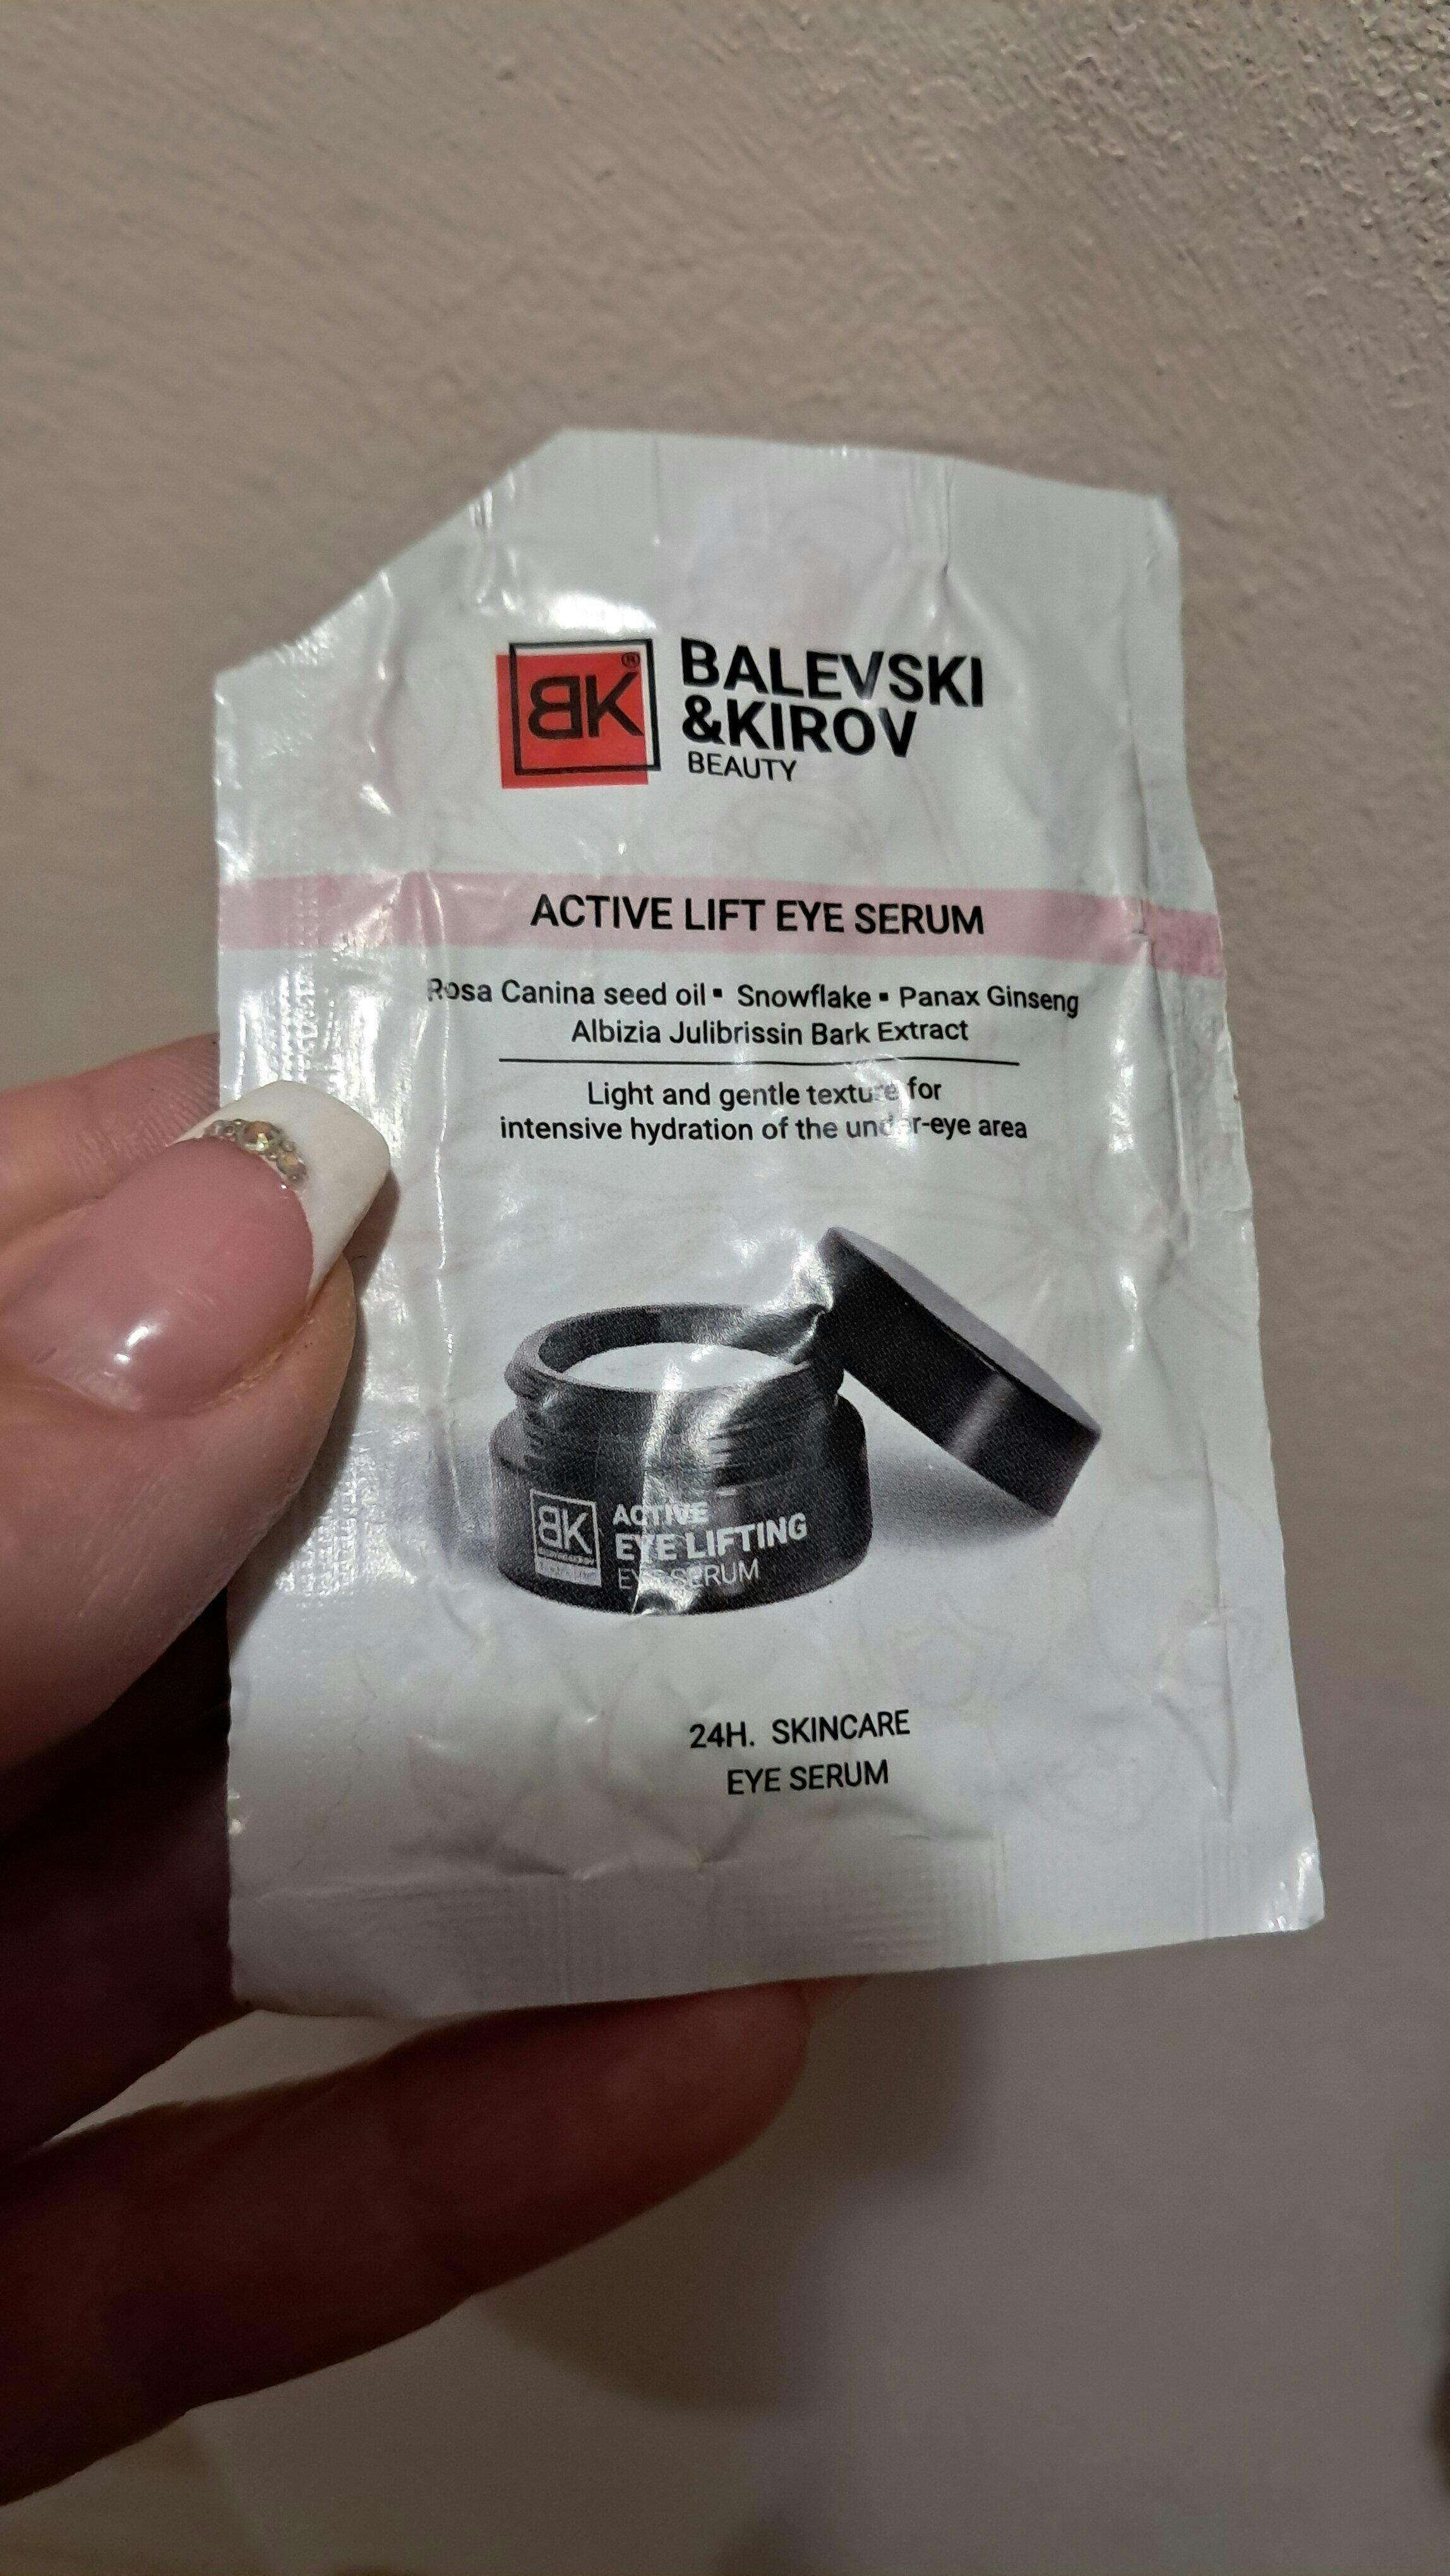 BK®
BALEVSKI
&KIROV
BEAUTY
ACTIVE LIFT EYE SERUM
Rosa Canina seed oil ▪ Snowflake ▪ Panax Ginseng
Albizia Julibrissin Bark Extract
Light and gentle texture for
intensive hydration of the under-eye area
BK
ACTIVE
EYE LIFTING
EYE SERUM
24H. SKINCARE
EYE SERUM